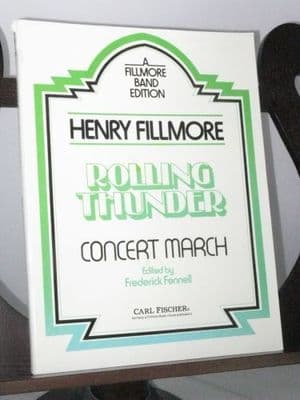 A
FILLMORE
BAND
EDITION
HENRY FILLMORE
ROLLING
THUNDER
CONCERT MARCH
Edited by
Frederick Fennell
CARL FISCHER